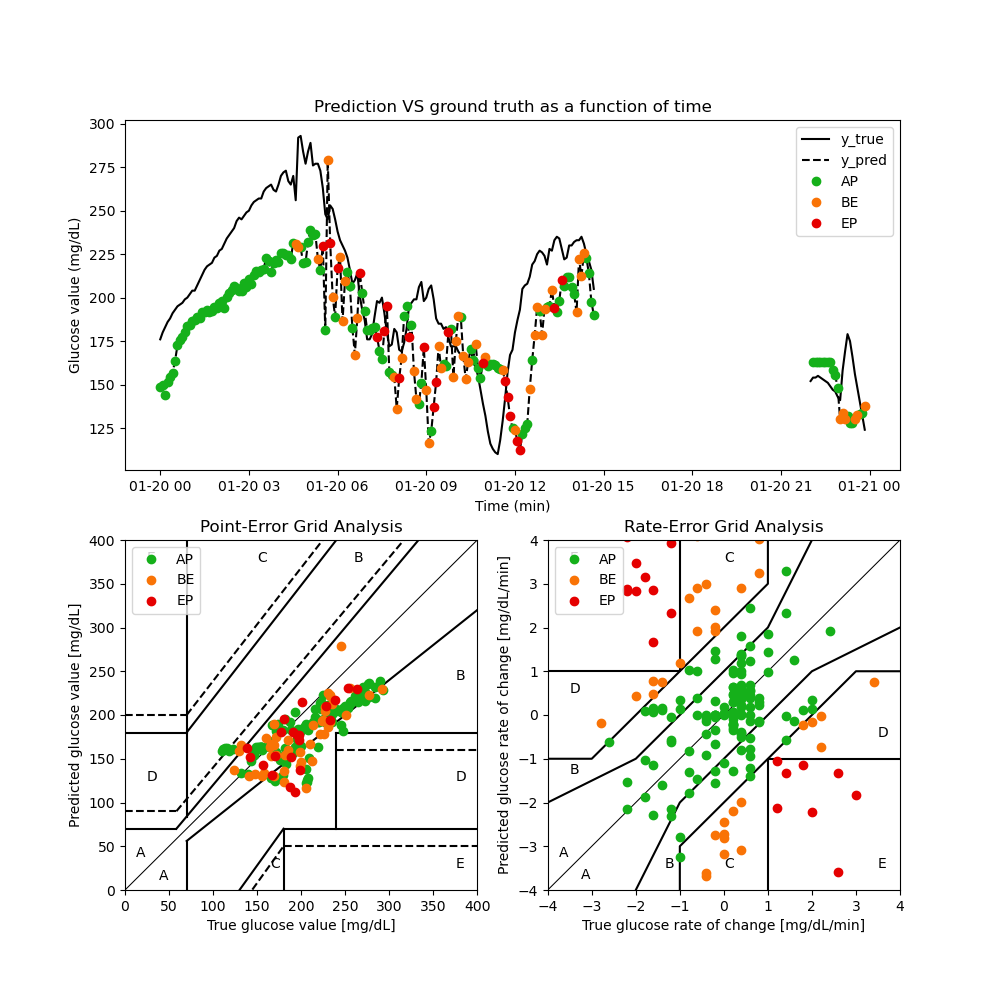 Prediction VS ground truth as a function of time
Glucose value (mg/dL)
300
275
250
225
200
175
150
125
y_true
y_pred
AP
BE
EP
01-20 00 01-20 03 01-20 06 01-20 09 01-20 12 01-20 15 01-20 18 01-20 21 01-21 00
Time (min)
Point-Error Grid Analysis
Predicted glucose value [mg/dL]
400
350
300
250
200
150
100
50
0
AP
BE
EP
C
B
B
D
D
A
A
C
E
0 50 100 150 200 250 300 350 400
True glucose value [mg/dL]
Rate-Error Grid Analysis
Predicted glucose rate of change [mg/dL/min]
4
3
2
1
0
−1
−2
−3
−4
AP
BE
EP
C
D
D
B
A
A
B
C
E
−4 −3 −2 −1 0 1 2 3 4
True glucose rate of change [mg/dL/min]